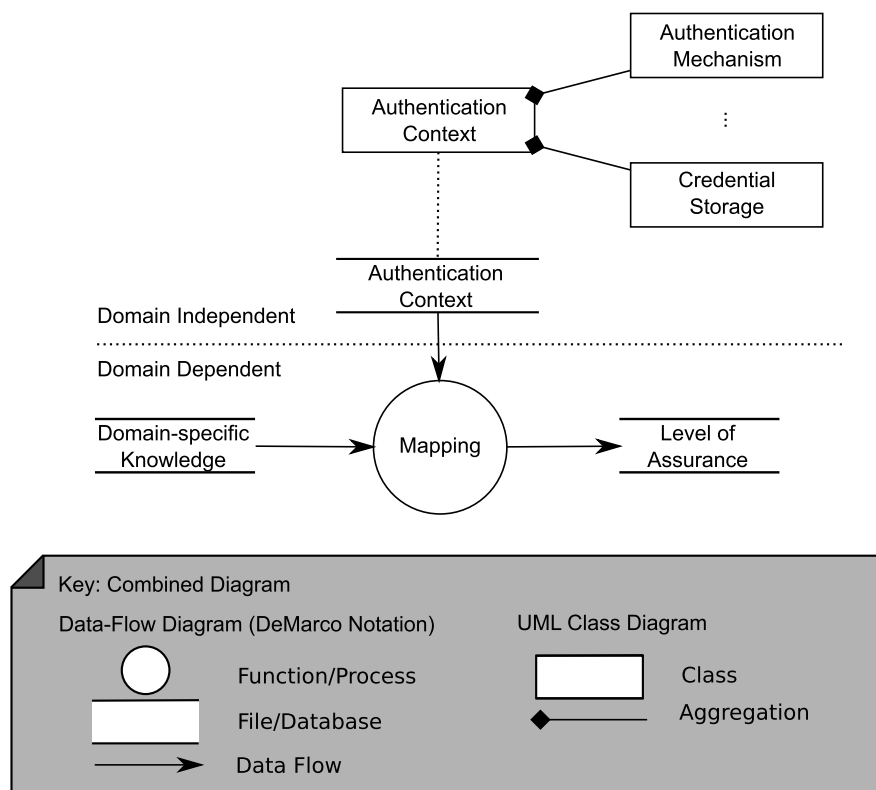 Authentication
Mechanism
Authentication
Context
⋮
Credential
Storage
Authentication
Context
Domain Independent
Domain Dependent
Domain-specific
Knowledge
Mapping
Level of
Assurance
Key: Combined Diagram
Data-Flow Diagram (DeMarco Notation)
UML Class Diagram
Function/Process
Class
File/Database
Aggregation
Data Flow